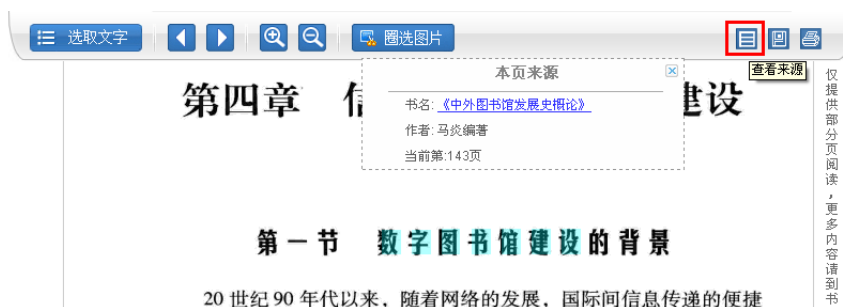 选取文字
圈选图片
查看来源
本页来源
书名:《中外图书馆发展史概论》
作者:马炎编著
当前第:143页
第四章
建设
第一节 数字图书馆建设的背景
20世纪90年代以来，随着网络的发展，国际间信息传递的便捷
仅提供部分页阅读，更多内容请到书